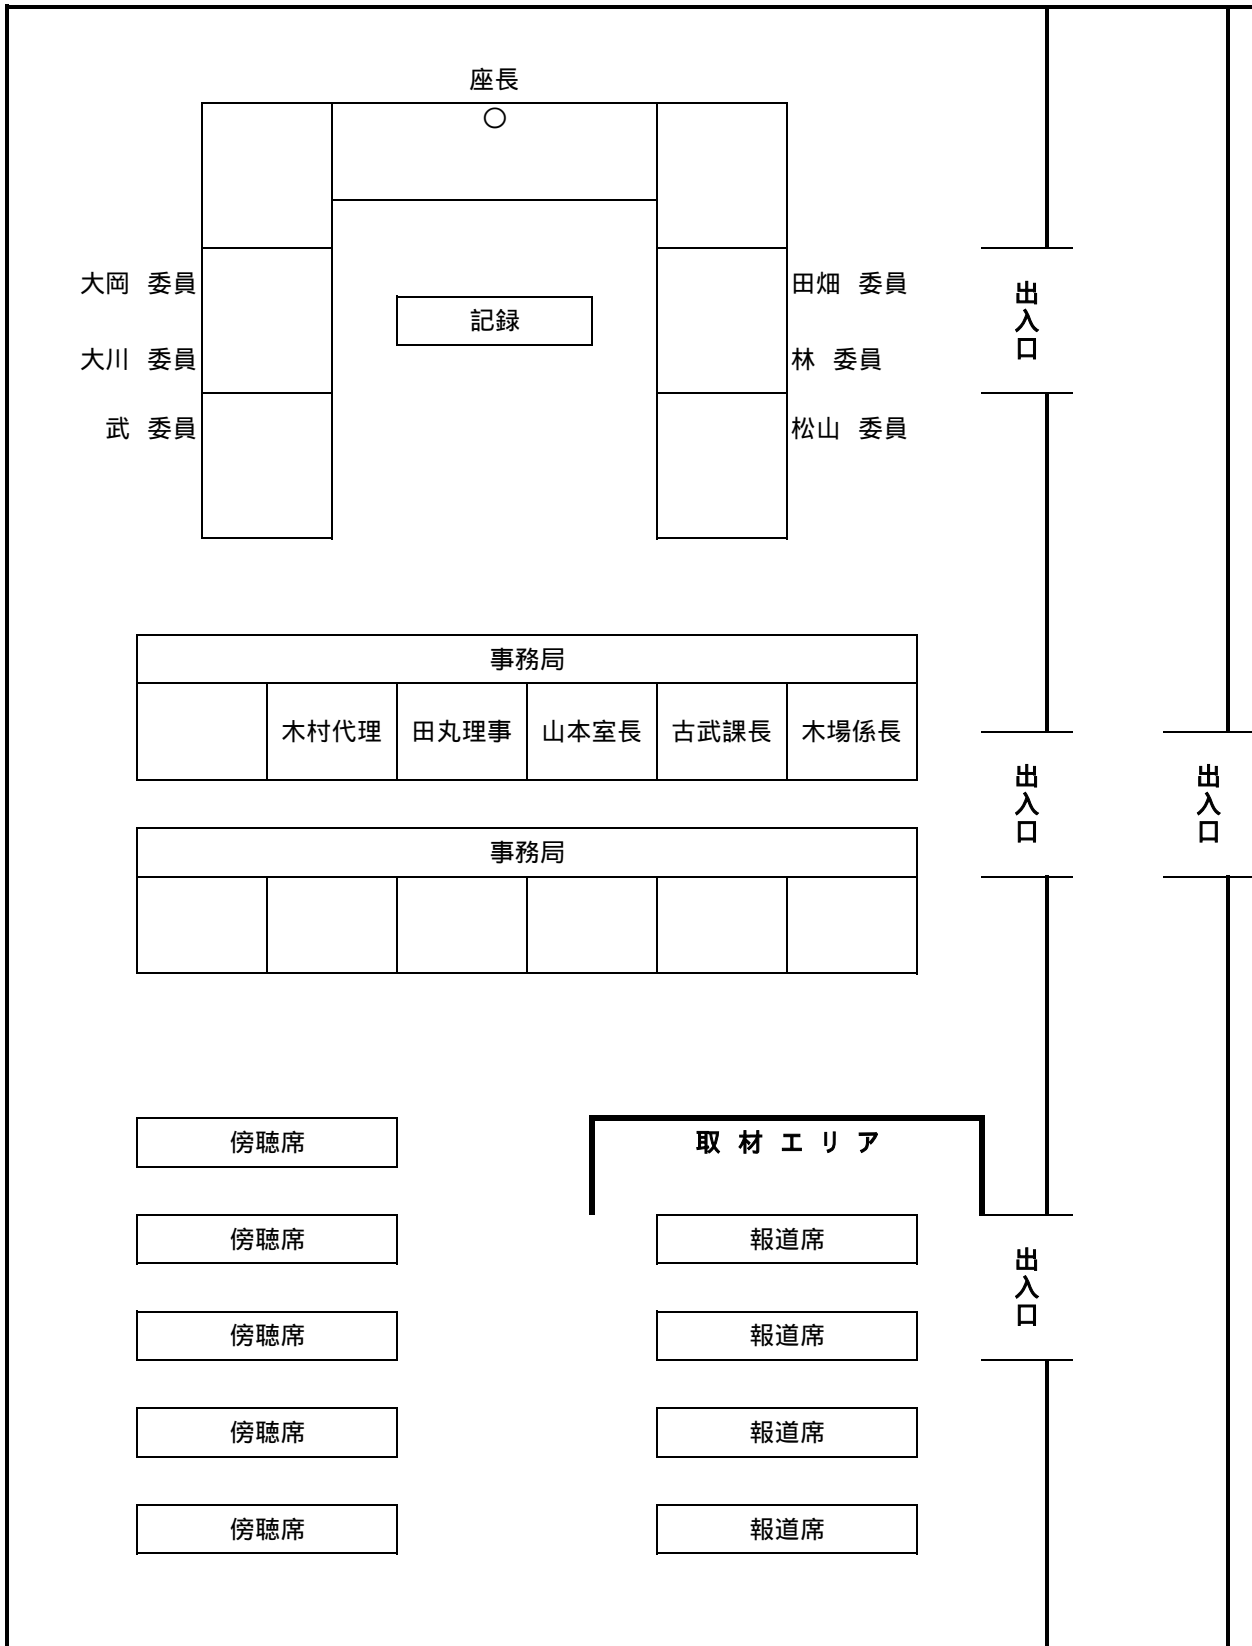 座長
○
大岡 委員
田畑 委員
記録
大川 委員
林 委員
武 委員
松山 委員
出入口
事務局
木村代理 田丸理事 山本室長 古武課長 木場係長
出入口
出入口
事務局
傍聴席
取材エリア
傍聴席
報道席
出入口
傍聴席
報道席
傍聴席
報道席
傍聴席
報道席